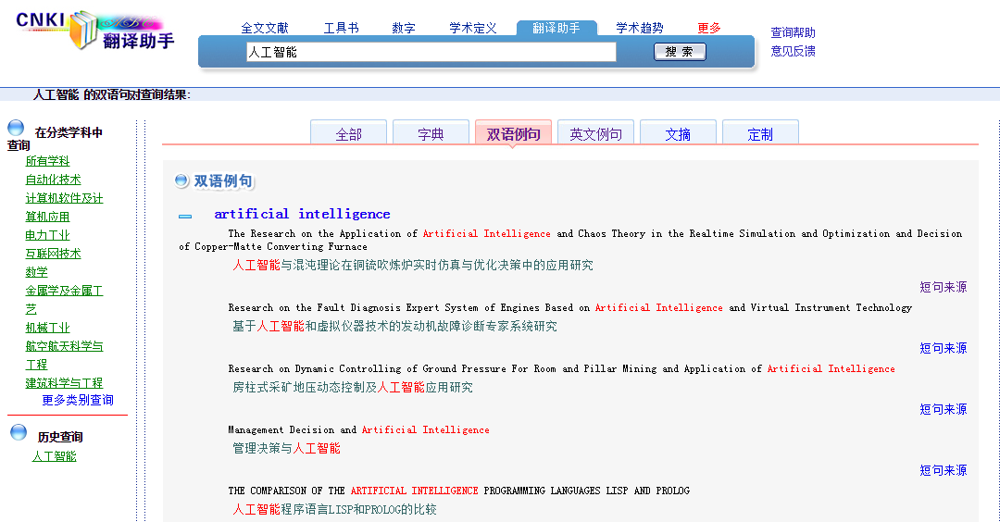 CNKI
翻译助手
全文文献 工具书 数字 学术定义 翻译助手 学术趋势 更多
人工智能 搜 索
查询帮助
意见反馈
人工智能 的双语句对查询结果:
在分类学科中
查询
所有学科
自动化技术
计算机软件及计
算机应用
电力工业
互联网技术
数学
金属学及金属工
艺
机械工业
航空航天科学与
工程
建筑科学与工程
更多类别查询
历史查询
人工智能
全部 字典 双语例句 英文例句 文摘 定制
双语例句
artificial intelligence
The Research on the Application of Artificial Intelligence and Chaos Theory in the Realtime Simulation and Optimization and Decision
of Copper-Matte Converting Furnace
人工智能与混沌理论在铜锍吹炼炉实时仿真与优化决策中的应用研究
短句来源
Research on the Fault Diagnosis Expert System of Engines Based on Artificial Intelligence and Virtual Instrument Technology
基于人工智能和虚拟仪器技术的发动机故障诊断专家系统研究
短句来源
Research on Dynamic Controlling of Ground Pressure For Room and Pillar Mining and Application of Artificial Intelligence
房柱式采矿地压动态控制及人工智能应用研究
短句来源
Management Decision and Artificial Intelligence
管理决策与人工智能
短句来源
THE COMPARISON OF THE ARTIFICIAL INTELLIGENCE PROGRAMMING LANGUAGES LISP AND PROLOG
人工智能程序语言LISP和PROLOG的比较